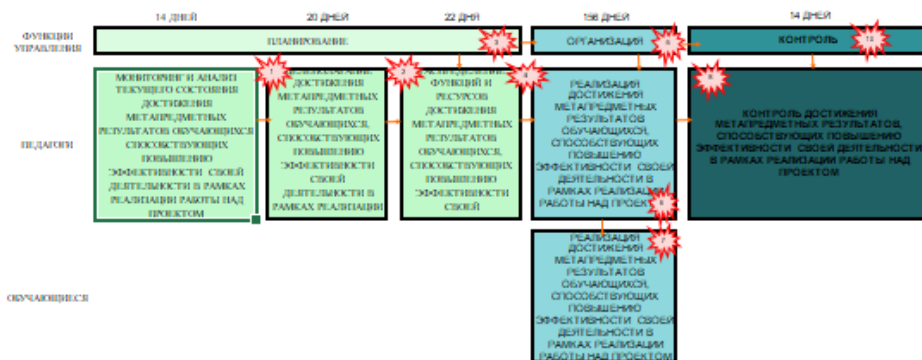 14 ДНЕЙ
20 ДНЕЙ
22 ДНЯ
156 ДНЕЙ
14 ДНЕЙ
ФУНКЦИИ
УПРАВЛЕНИЯ
ПЛАНИРОВАНИЕ
ОРГАНИЗАЦИЯ
КОНТРОЛЬ
ПЕДАГОГИ
МОНИТОРИНГ И АНАЛИЗ
ТЕКУЩЕГО СОСТОЯНИЯ
ДОСТИЖЕНИЯ
МЕТАПРЕДМЕТНЫХ
РЕЗУЛЬТАТОВ ОБУЧАЮЩИХСЯ
СПОСОБСТВУЮЩИХ
ПОВЫШЕНИЮ
ЭФФЕКТИВНОСТИ СВОЕЙ
ДЕЯТЕЛЬНОСТИ В РАМКАХ
РЕАЛИЗАЦИИ РАБОТЫ НАД
ПРОЕКТОМ
ДОСТИЖЕНИЯ
МЕТАПРЕДМЕТНЫХ
РЕЗУЛЬТАТОВ
ОБУЧАЮЩИХСЯ,
СПОСОБСТВУЮЩИХ
ПОВЫШЕНИЮ
ЭФФЕКТИВНОСТИ
СВОЕЙ
ДЕЯТЕЛЬНОСТИ В
РАМКАХ РЕАЛИЗАЦИИ
ФУНКЦИЙ И
РЕСУРСОВ
ДОСТИЖЕНИЯ
МЕТАПРЕДМЕТНЫХ
РЕЗУЛЬТАТОВ
ОБУЧАЮЩИХСЯ,
СПОСОБСТВУЮЩИХ
ПОВЫШЕНИЮ
ЭФФЕКТИВНОСТИ
СВОЕЙ
РЕАЛИЗАЦИЯ
ДОСТИЖЕНИЯ
МЕТАПРЕДМЕТНЫХ
РЕЗУЛЬТАТОВ
ОБУЧАЮЩИХСЯ,
СПОСОБСТВУЮЩИХ
ПОВЫШЕНИЮ
ЭФФЕКТИВНОСТИ СВОЕЙ
ДЕЯТЕЛЬНОСТИ В
РАМКАХ РЕАЛИЗАЦИИ
РАБОТЫ НАД ПРОЕКТОМ
КОНТРОЛЬ ДОСТИЖЕНИЯ
МЕТАПРЕДМЕТНЫХ РЕЗУЛЬТАТОВ,
СПОСОБСТВУЮЩИХ ПОВЫШЕНИЮ
ЭФФЕКТИВНОСТИ СВОЕЙ ДЕЯТЕЛЬНОСТИ
В РАМКАХ РЕАЛИЗАЦИИ РАБОТЫ НАД
ПРОЕКТОМ
ОБУЧАЮЩИЕСЯ
РЕАЛИЗАЦИЯ
ДОСТИЖЕНИЯ
МЕТАПРЕДМЕТНЫХ
РЕЗУЛЬТАТОВ
ОБУЧАЮЩИХСЯ,
СПОСОБСТВУЮЩИХ
ПОВЫШЕНИЮ
ЭФФЕКТИВНОСТИ СВОЕЙ
ДЕЯТЕЛЬНОСТИ В
РАМКАХ РЕАЛИЗАЦИИ
РАБОТЫ НАД ПРОЕКТОМ